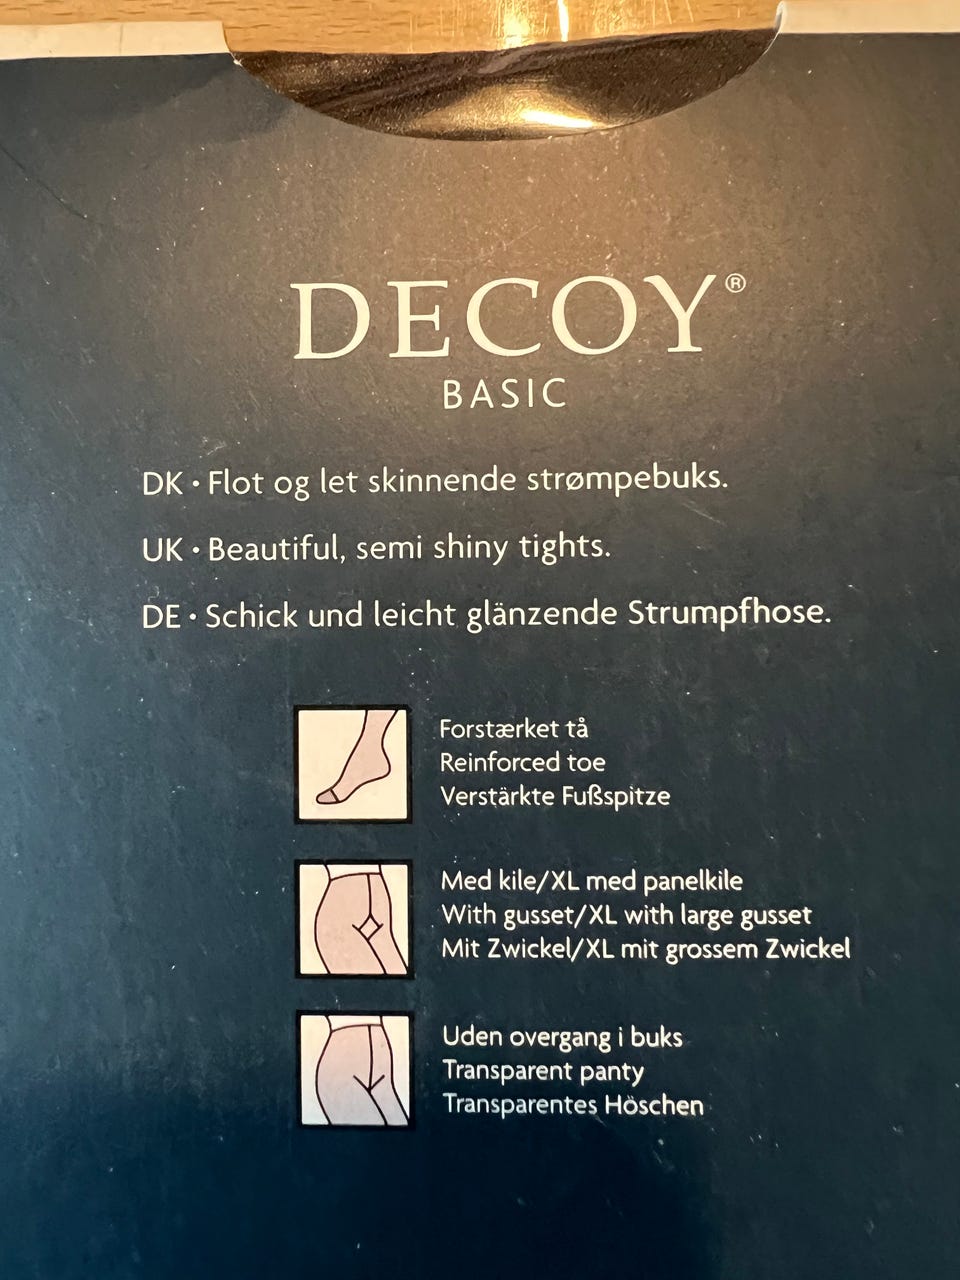 DECOY®
BASIC
DK • Flot og let skinnende strømpebuks.
UK • Beautiful, semi shiny tights.
DE • Schick und leicht glänzende Strumpfhose.
Forstærket tå
Reinforced toe
Verstärkte Fußspitze
Med kile/XL med panelkile
With gusset/XL with large gusset
Mit Zwickel/XL mit grossem Zwickel
Uden overgang i buks
Transparent panty
Transparentes Höschen